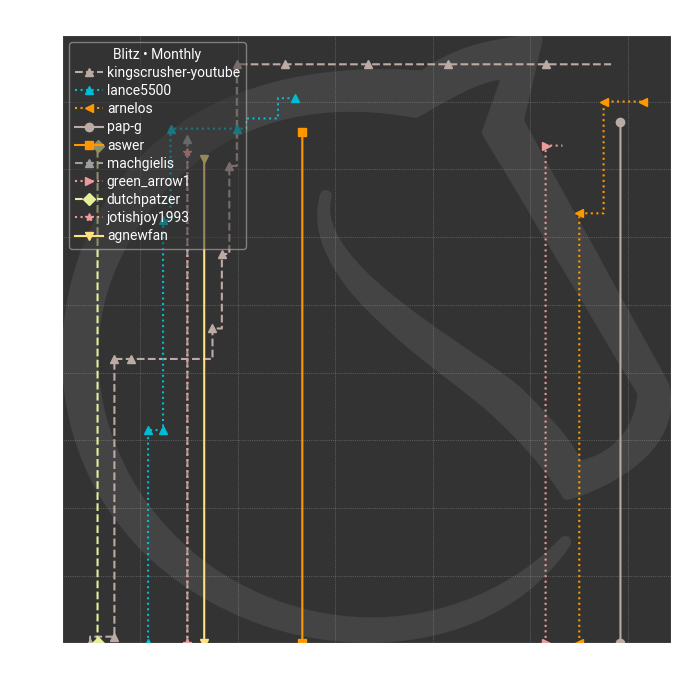 Blitz • Monthly
kingscrusher-youtube
lance5500
arnelos
pap-g
aswer
machgielis
green_arrow1
dutchpatzer
jotishjoy1993
agnewfan